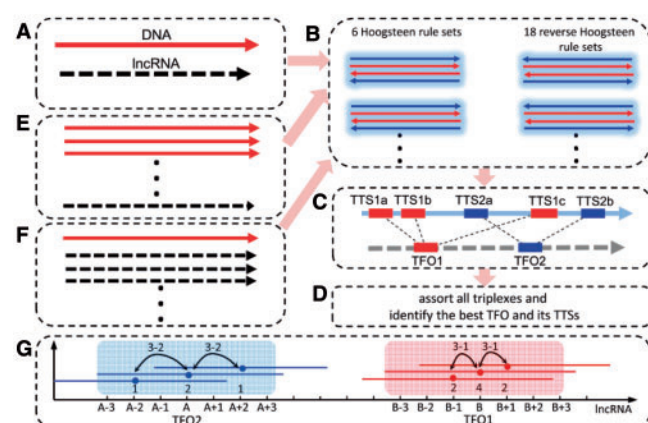 A
DNA
lncRNA
B
6 Hoogsteen rule sets
18 reverse Hoogsteen
rule sets
E
F
C
TTS1a TTS1b TTS2a TTS1c TTS2b
TFO1 TFO2
D
assort all triplexes and
identify the best TFO and its TTSs
G
3-2 3-2 3-1 3-1
1 2 1 2 4 2
A-3 A-2 A-1 A A+1 A+2 A+3 B-3 B-2 B-1 B B+1 B+2 B+3 lncRNA
TFO2 TFO1